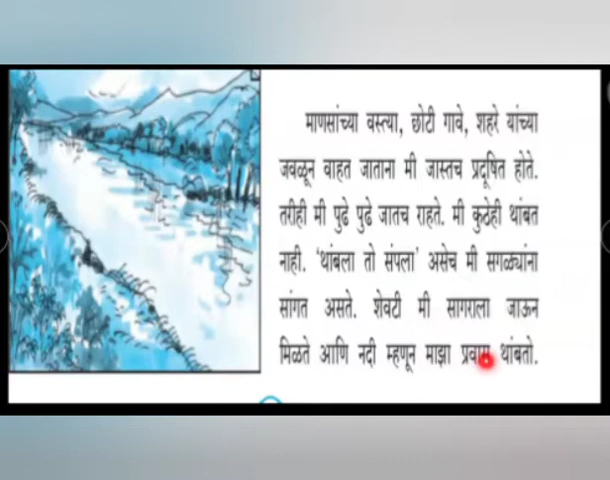 माणसांच्या वस्त्या, छोटी गावे, शहरे यांच्या
जवळून वाहत जाताना मी जास्तच प्रदूषित होते.
तरीही मी पुढे पुढे जातच राहते. मी कुठेही थांबत
नाही. ‘थांबला तो संपला’ असेच मी सगळ्यांना
सांगत असते. शेवटी मी सागराला जाऊन
मिळते आणि नदी म्हणून माझा प्रवास थांबतो.